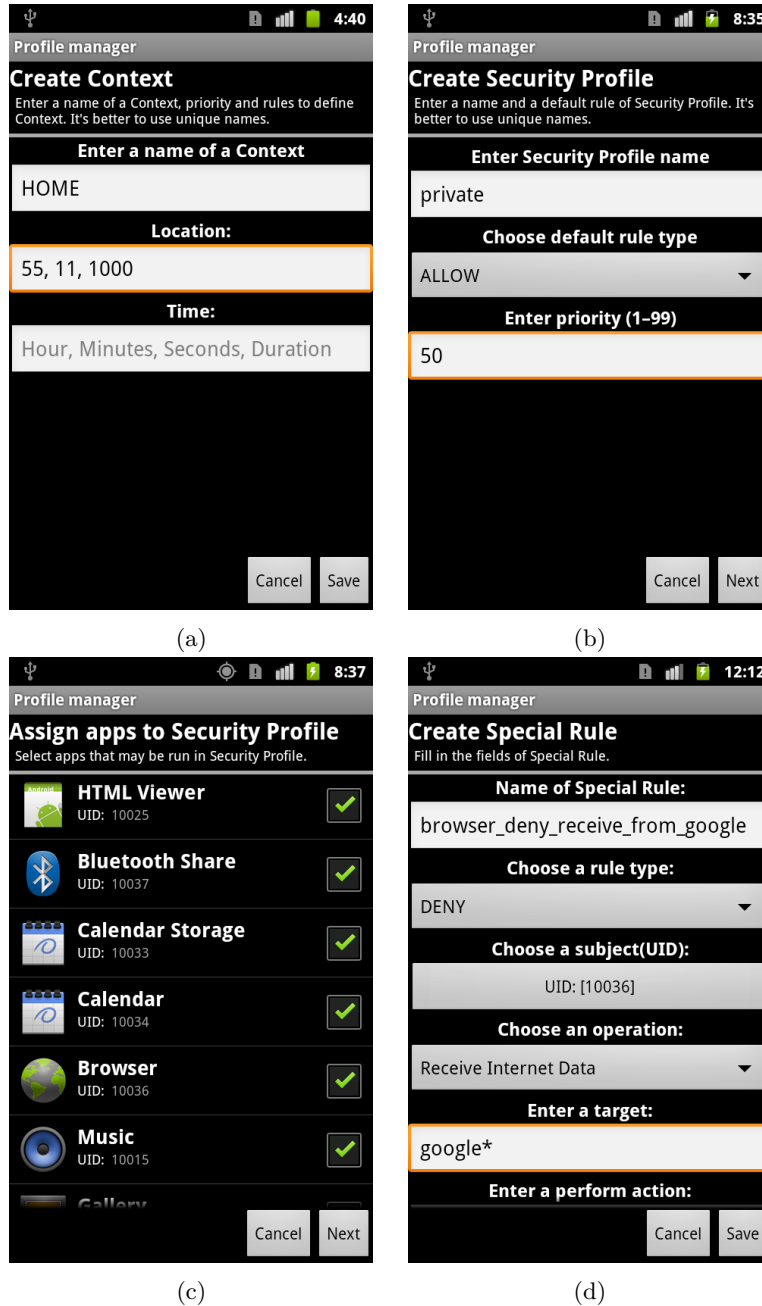 4:40
Profile manager
Create Context
Enter a name of a Context, priority and rules to define
Context. It's better to use unique names.
Enter a name of a Context
HOME
Location:
55, 11, 1000
Time:
Hour, Minutes, Seconds, Duration
Cancel
Save
(a)
8:35
Profile manager
Create Security Profile
Enter a name and a default rule of Security Profile. It's
better to use unique names.
Enter Security Profile name
private
Choose default rule type
ALLOW
Enter priority (1–99)
50
Cancel
Next
(b)
8:37
Profile manager
Assign apps to Security Profile
Select apps that may be run in Security Profile.
Android
HTML Viewer
UID: 10025
Bluetooth Share
UID: 10037
Calendar Storage
UID: 10033
Calendar
UID: 10034
Browser
UID: 10036
Music
UID: 10015
Gallery
Cancel
Next
(c)
12:12
Profile manager
Create Special Rule
Fill in the fields of Special Rule.
Name of Special Rule:
browser_deny_receive_from_google
Choose a rule type:
DENY
Choose a subject(UID):
UID: [10036]
Choose an operation:
Receive Internet Data
Enter a target:
google*
Enter a perform action:
Cancel
Save
(d)